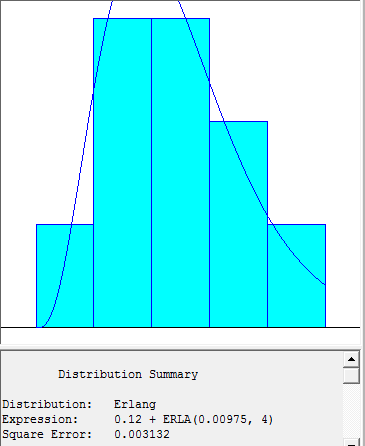 Distribution Summary
Distribution: Erlang
Expression: 0.12 + ERLA(0.00975, 4)
Square Error: 0.003132